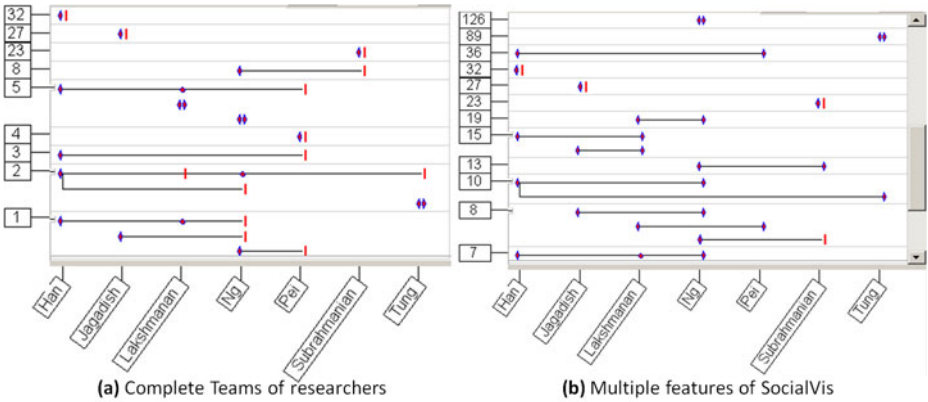 32
27
23
8
5
4
3
2
1
Han
Jagadish
Lakshmanan
Ng
Pei
Subrahmanian
Tung
(a) Complete Teams of researchers
126
89
36
32
27
23
19
15
13
10
8
7
Han
Jagadish
Lakshmanan
Ng
Pei
Subrahmanian
Tung
(b) Multiple features of SocialVis